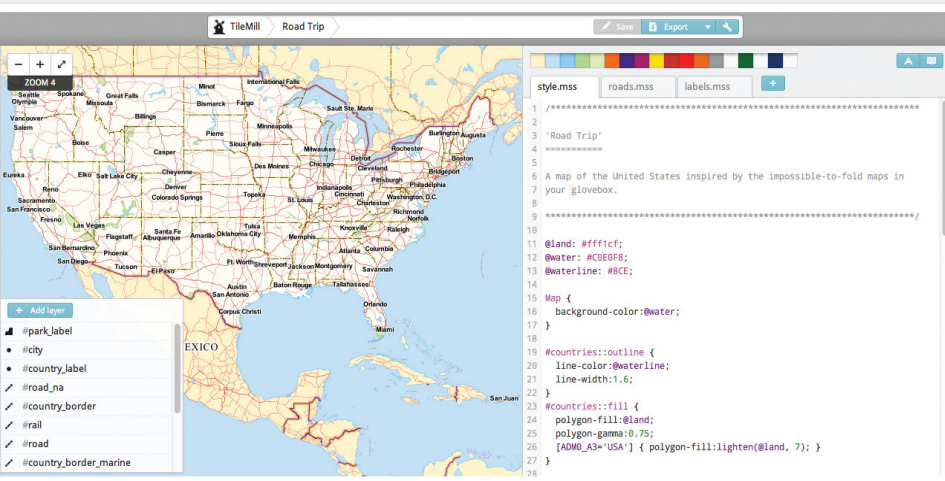 TileMill
Road Trip
Save
Export
ZOOM 4
Seattle
Spokane
Great Falls
Minot
International Falls
Olympia
Missoula
Bismarck
Fargo
Sault Ste. Marie
Vancouver
Billings
Salem
Pierre
Minneapolis
Burlington
Augusta
Boise
Sioux Falls
Milwaukee
Rochester
Casper
Detroit
Boston
Eureka
Elko
Salt Lake City
Cheyenne
Des Moines
Chicago
Cleveland
Bridgeport
Reno
Denver
Pittsburgh
Philadelphia
Sacramento
Colorado Springs
Topeka
Indianapolis
Cincinnati
Washington, D.C.
San Francisco
St. Louis
Charleston
Fresno
Richmond
Las Vegas
Norfolk
Flagstaff
Santa Fe
Tulsa
Knoxville
Raleigh
Albuquerque
Amarillo
Oklahoma City
Memphis
San Bernardino
Phoenix
Atlanta
Columbia
San Diego
Tucson
El Paso
Ft. Worth
Shreveport
Jackson
Montgomery
Savannah
Austin
Baton Rouge
Tallahassee
San Antonio
Orlando
Corpus Christi
Miami
EXICO
San Juan
+ Add layer
#park_label
#city
#country_label
#road_na
#country_border
#rail
#road
#country_border_marine
A
style.mss
roads.mss
labels.mss
+
1 /********************************************************************************
2
3 'Road Trip'
4 ===========
5
6 A map of the United States inspired by the impossible-to-fold maps in
7 your glovebox.
8
9 ********************************************************************************/
10
11 @land: #fff1cf;
12 @water: #C0E0F8;
13 @waterline: #8CE;
14
15 Map {
16 background-color:@water;
17 }
18
19 #countries::outline {
20 line-color:@waterline;
21 line-width:1.6;
22 }
23 #countries::fill {
24 polygon-fill:@land;
25 polygon-gamma:0.75;
26 [ADM0_A3='USA'] { polygon-fill:lighten(@land, 7); }
27 }
28